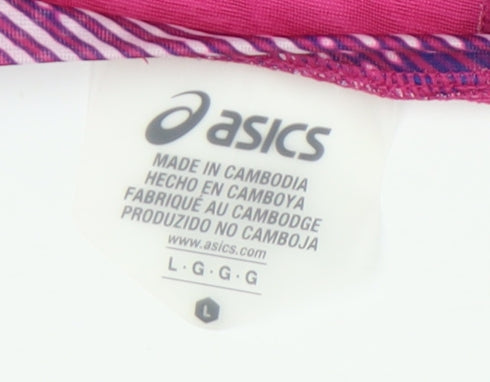 asics
MADE IN CAMBODIA
HECHO EN CAMBOYA
FABRIQUÉ AU CAMBODGE
PRODUZIDO NO CAMBOJA
www.asics.com
L·G·G·G
L